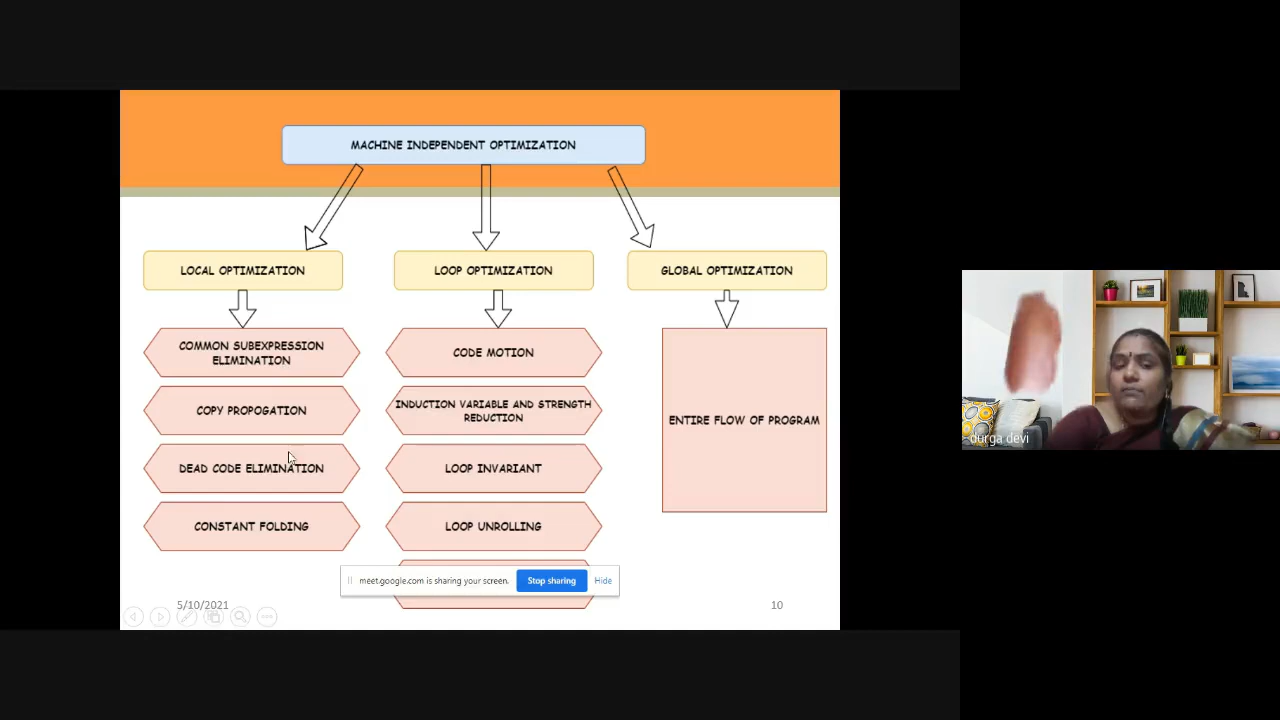 MACHINE INDEPENDENT OPTIMIZATION
LOCAL OPTIMIZATION
LOOP OPTIMIZATION
GLOBAL OPTIMIZATION
COMMON SUBEXPRESSION
ELIMINATION
CODE MOTION
COPY PROPOGATION
INDUCTION VARIABLE AND STRENGTH
REDUCTION
ENTIRE FLOW OF PROGRAM
DEAD CODE ELIMINATION
LOOP INVARIANT
CONSTANT FOLDING
LOOP UNROLLING
meet.google.com is sharing your screen.
Stop sharing
Hide
5/10/2021
10
durga devi